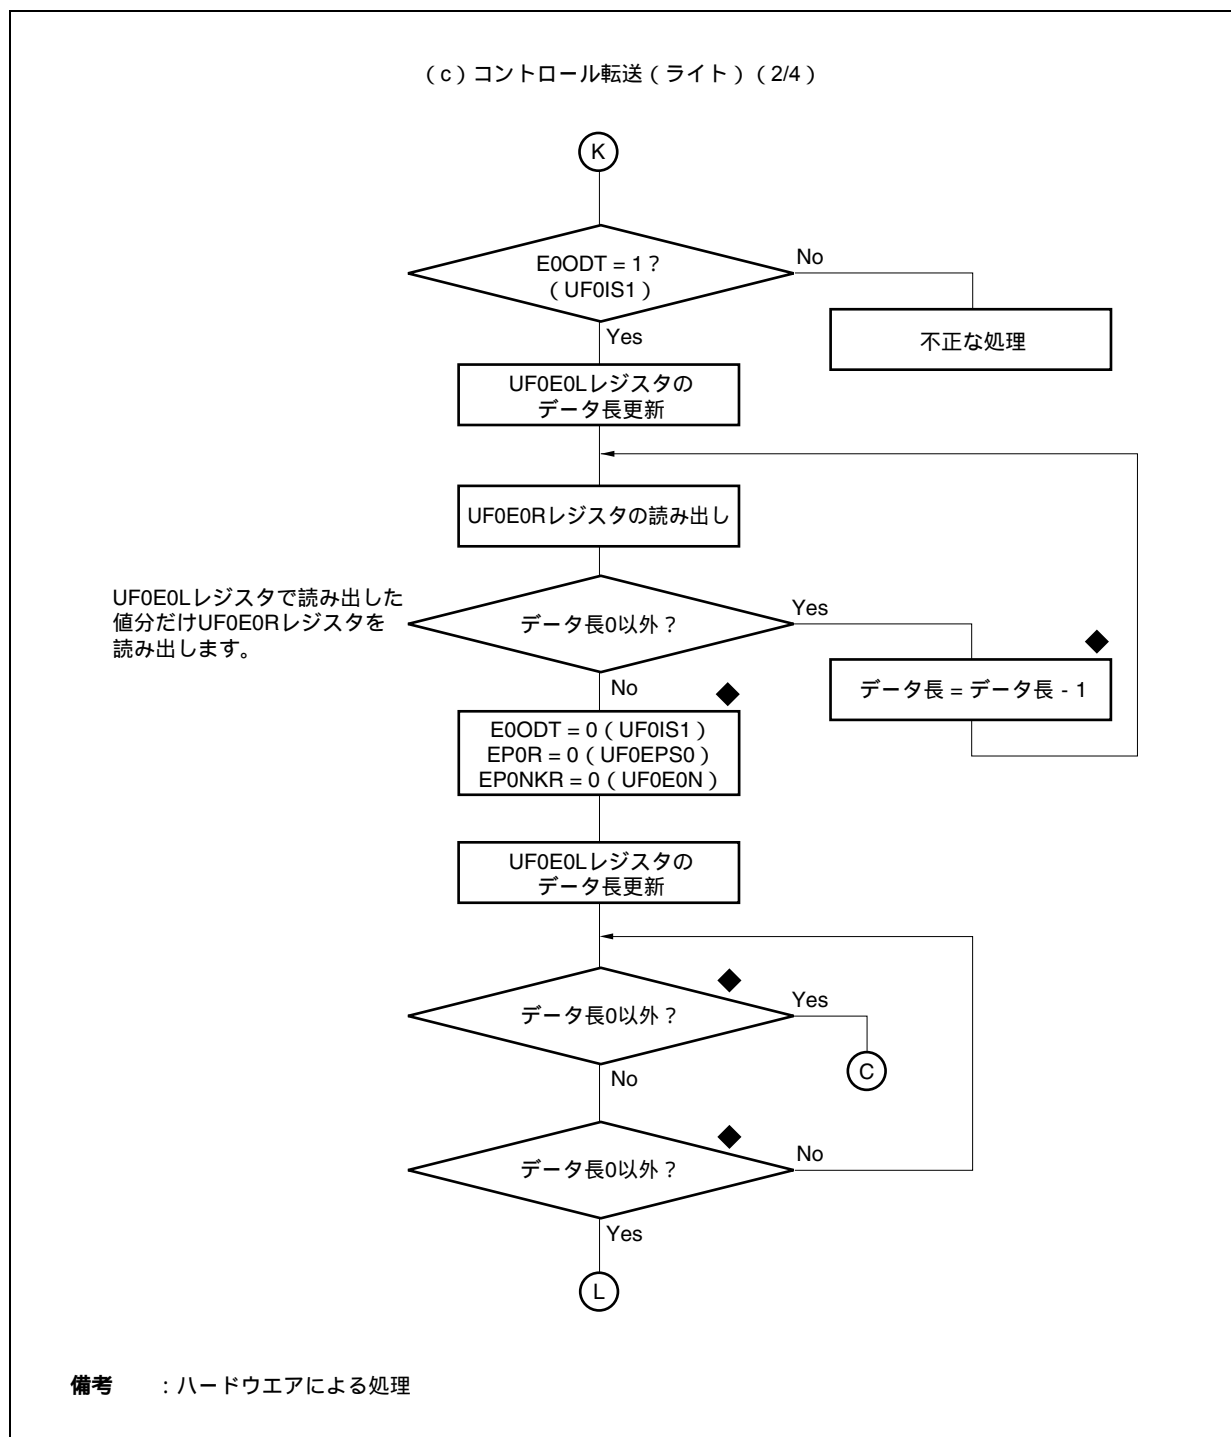 （c）コントロール転送（ライト）（2/4）
K
E0ODT = 1？
（UF0IS1）
No
不正な処理
Yes
UF0E0Lレジスタの
データ長更新
UF0E0Rレジスタの読み出し
UF0E0Lレジスタで読み出した
値分だけUF0E0Rレジスタを
読み出します。
データ長0以外？
Yes
データ長 = データ長 - 1
No
E0ODT = 0（UF0IS1）
EP0R = 0（UF0EPS0）
EP0NKR = 0（UF0E0N）
UF0E0Lレジスタの
データ長更新
データ長0以外？
Yes
C
No
データ長0以外？
No
Yes
L
備考　：ハードウエアによる処理